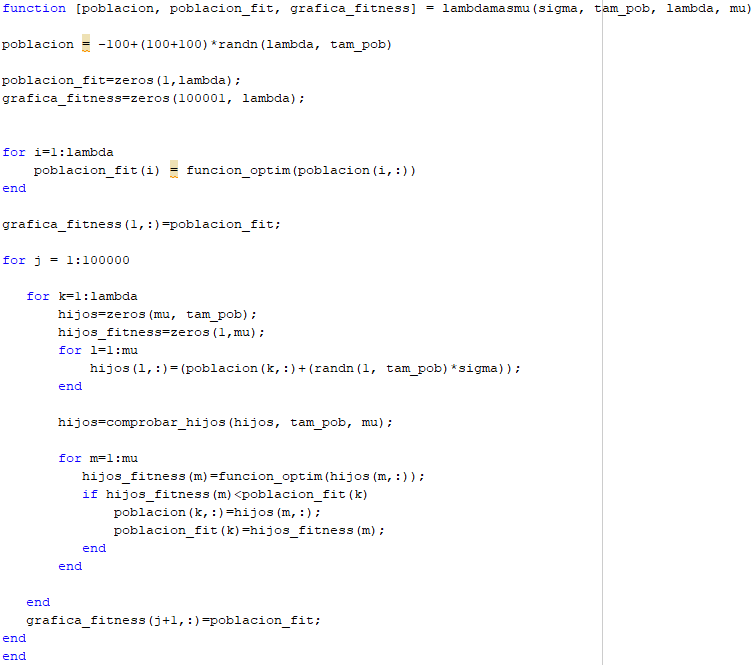 function [poblacion, poblacion_fit, grafica_fitness] = lambdamasmu(sigma, tam_pob, lambda, mu)
poblacion = -100+(100+100)*randn(lambda, tam_pob)
poblacion_fit=zeros(1,lambda);
grafica_fitness=zeros(100001, lambda);
for i=1:lambda
poblacion_fit(i) = funcion_optim(poblacion(i,:))
end
grafica_fitness(1,:)=poblacion_fit;
for j = 1:100000
for k=1:lambda
hijos=zeros(mu, tam_pob);
hijos_fitness=zeros(1,mu);
for l=1:mu
hijos(l,:)=(poblacion(k,:)+(randn(1, tam_pob)*sigma));
end
hijos=comprobar_hijos(hijos, tam_pob, mu);
for m=1:mu
hijos_fitness(m)=funcion_optim(hijos(m,:));
if hijos_fitness(m)<poblacion_fit(k)
poblacion(k,:)=hijos(m,:);
poblacion_fit(k)=hijos_fitness(m);
end
end
end
grafica_fitness(j+1,:)=poblacion_fit;
end
end